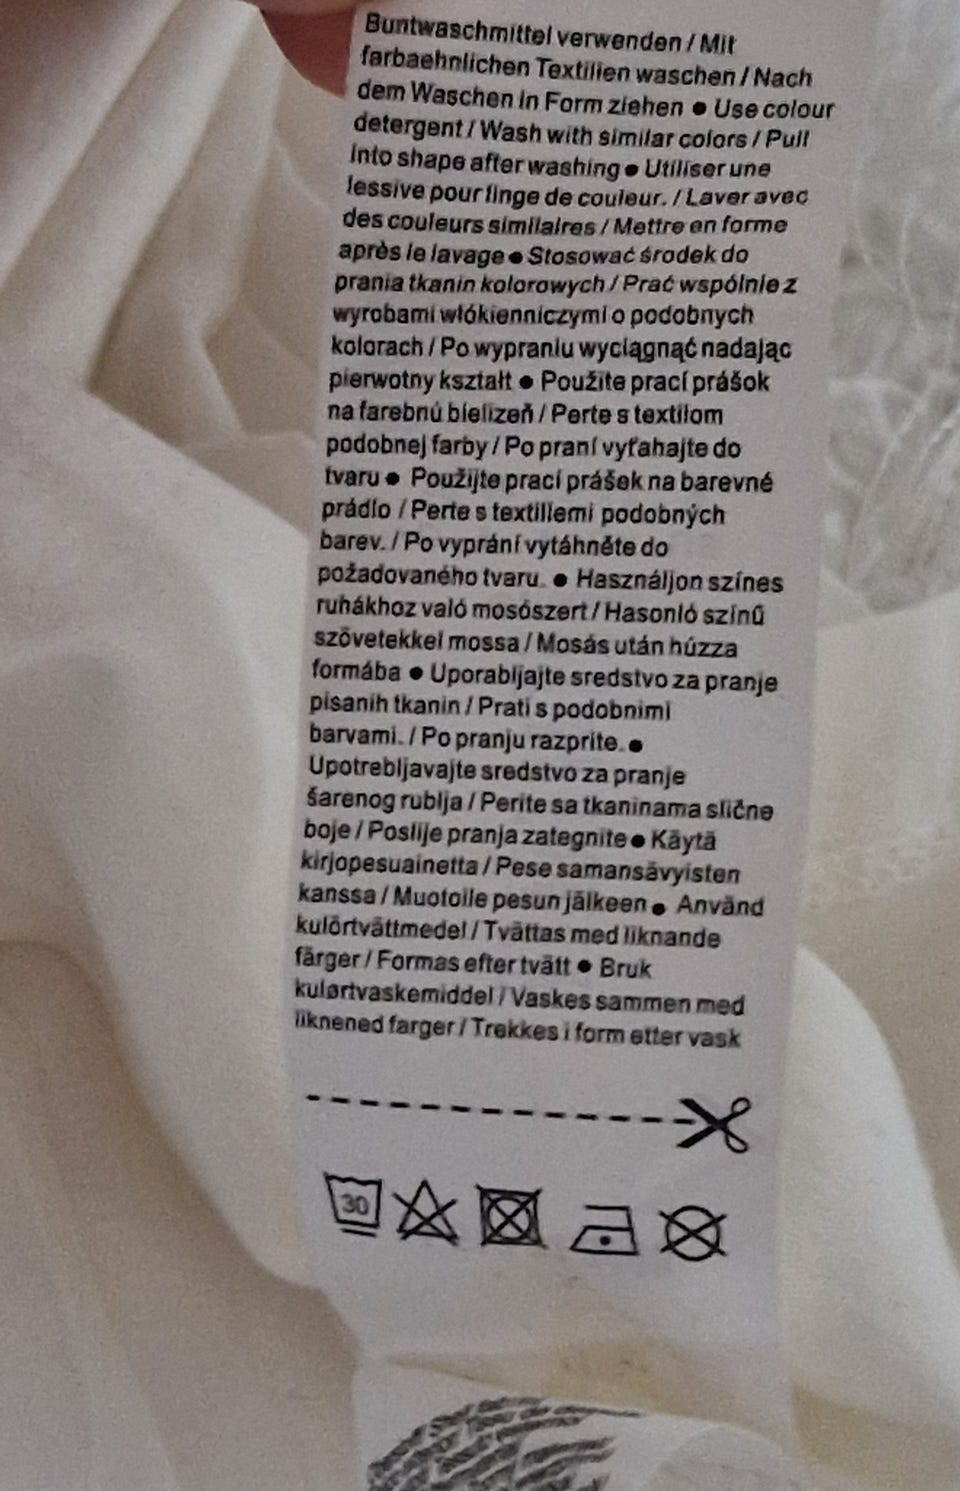 Buntwaschmittel verwenden / Mit
farbaehnlichen Textilien waschen / Nach
dem Waschen in Form ziehen ● Use colour
detergent / Wash with similar colors / Pull
into shape after washing ● Utiliser une
lessive pour linge de couleur. / Laver avec
des couleurs similaires / Mettre en forme
après le lavage ● Stosować środek do
prania tkanin kolorowych / Prać wspólnie z
wyrobami włókienniczymi o podobnych
kolorach / Po wypraniu wyciągnąć nadając
pierwotny kształt ● Použite prací prášok
na farebnú bielizeň / Perte s textilom
podobnej farby / Po praní vyťahajte do
tvaru ● Použijte prací prášek na barevné
prádlo / Perte s textiliemi podobných
barev. / Po vyprání vytáhněte do
požadovaného tvaru. ● Használjon színes
ruhákhoz való mosószert / Hasonló színű
szövetekkel mossa / Mosás után húzza
formába ● Uporabljajte sredstvo za pranje
pisanih tkanin / Prati s podobnimi
barvami. / Po pranju razprite. ●
Upotrebljavajte sredstvo za pranje
šarenog rublja / Perite sa tkaninama slične
boje / Poslije pranja zategnite ● Käytä
kirjopesuainetta / Pese samansävyisten
kanssa / Muotoile pesun jälkeen ● Använd
kulörtvättmedel / Tvättas med liknande
färger / Formas efter tvätt ● Bruk
kulørtvaskemiddel / Vaskes sammen med
liknened farger / Trekkes i form etter vask
30